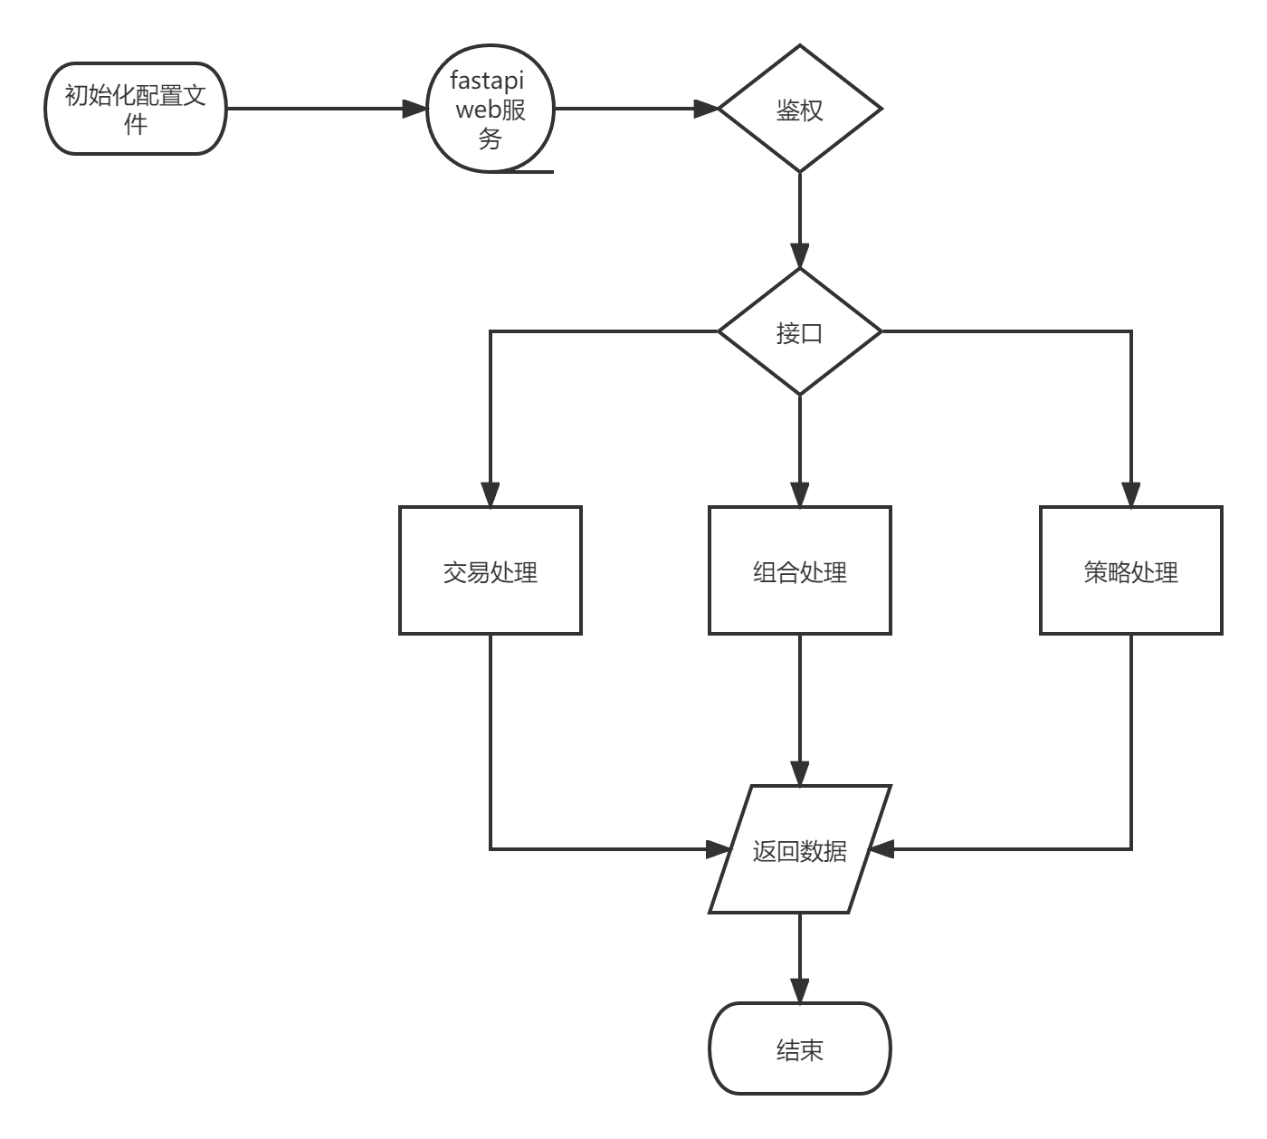 初始化配置文
件
fastapi
web服
务
鉴权
接口
交易处理
组合处理
策略处理
返回数据
结束